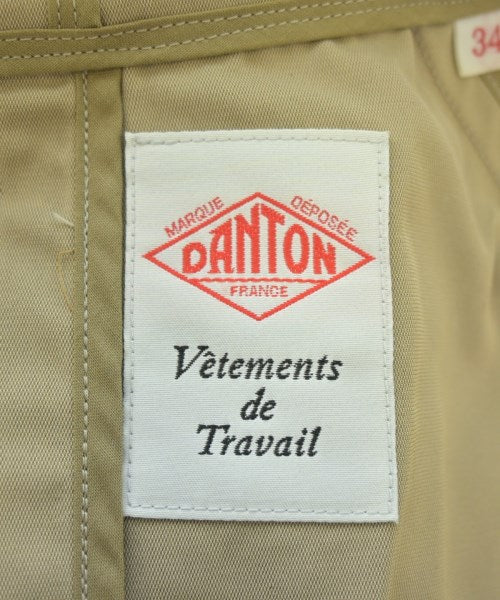 34
MARQUE DÉPOSÉE
DANTON
FRANCE
Vêtements
de
Travail